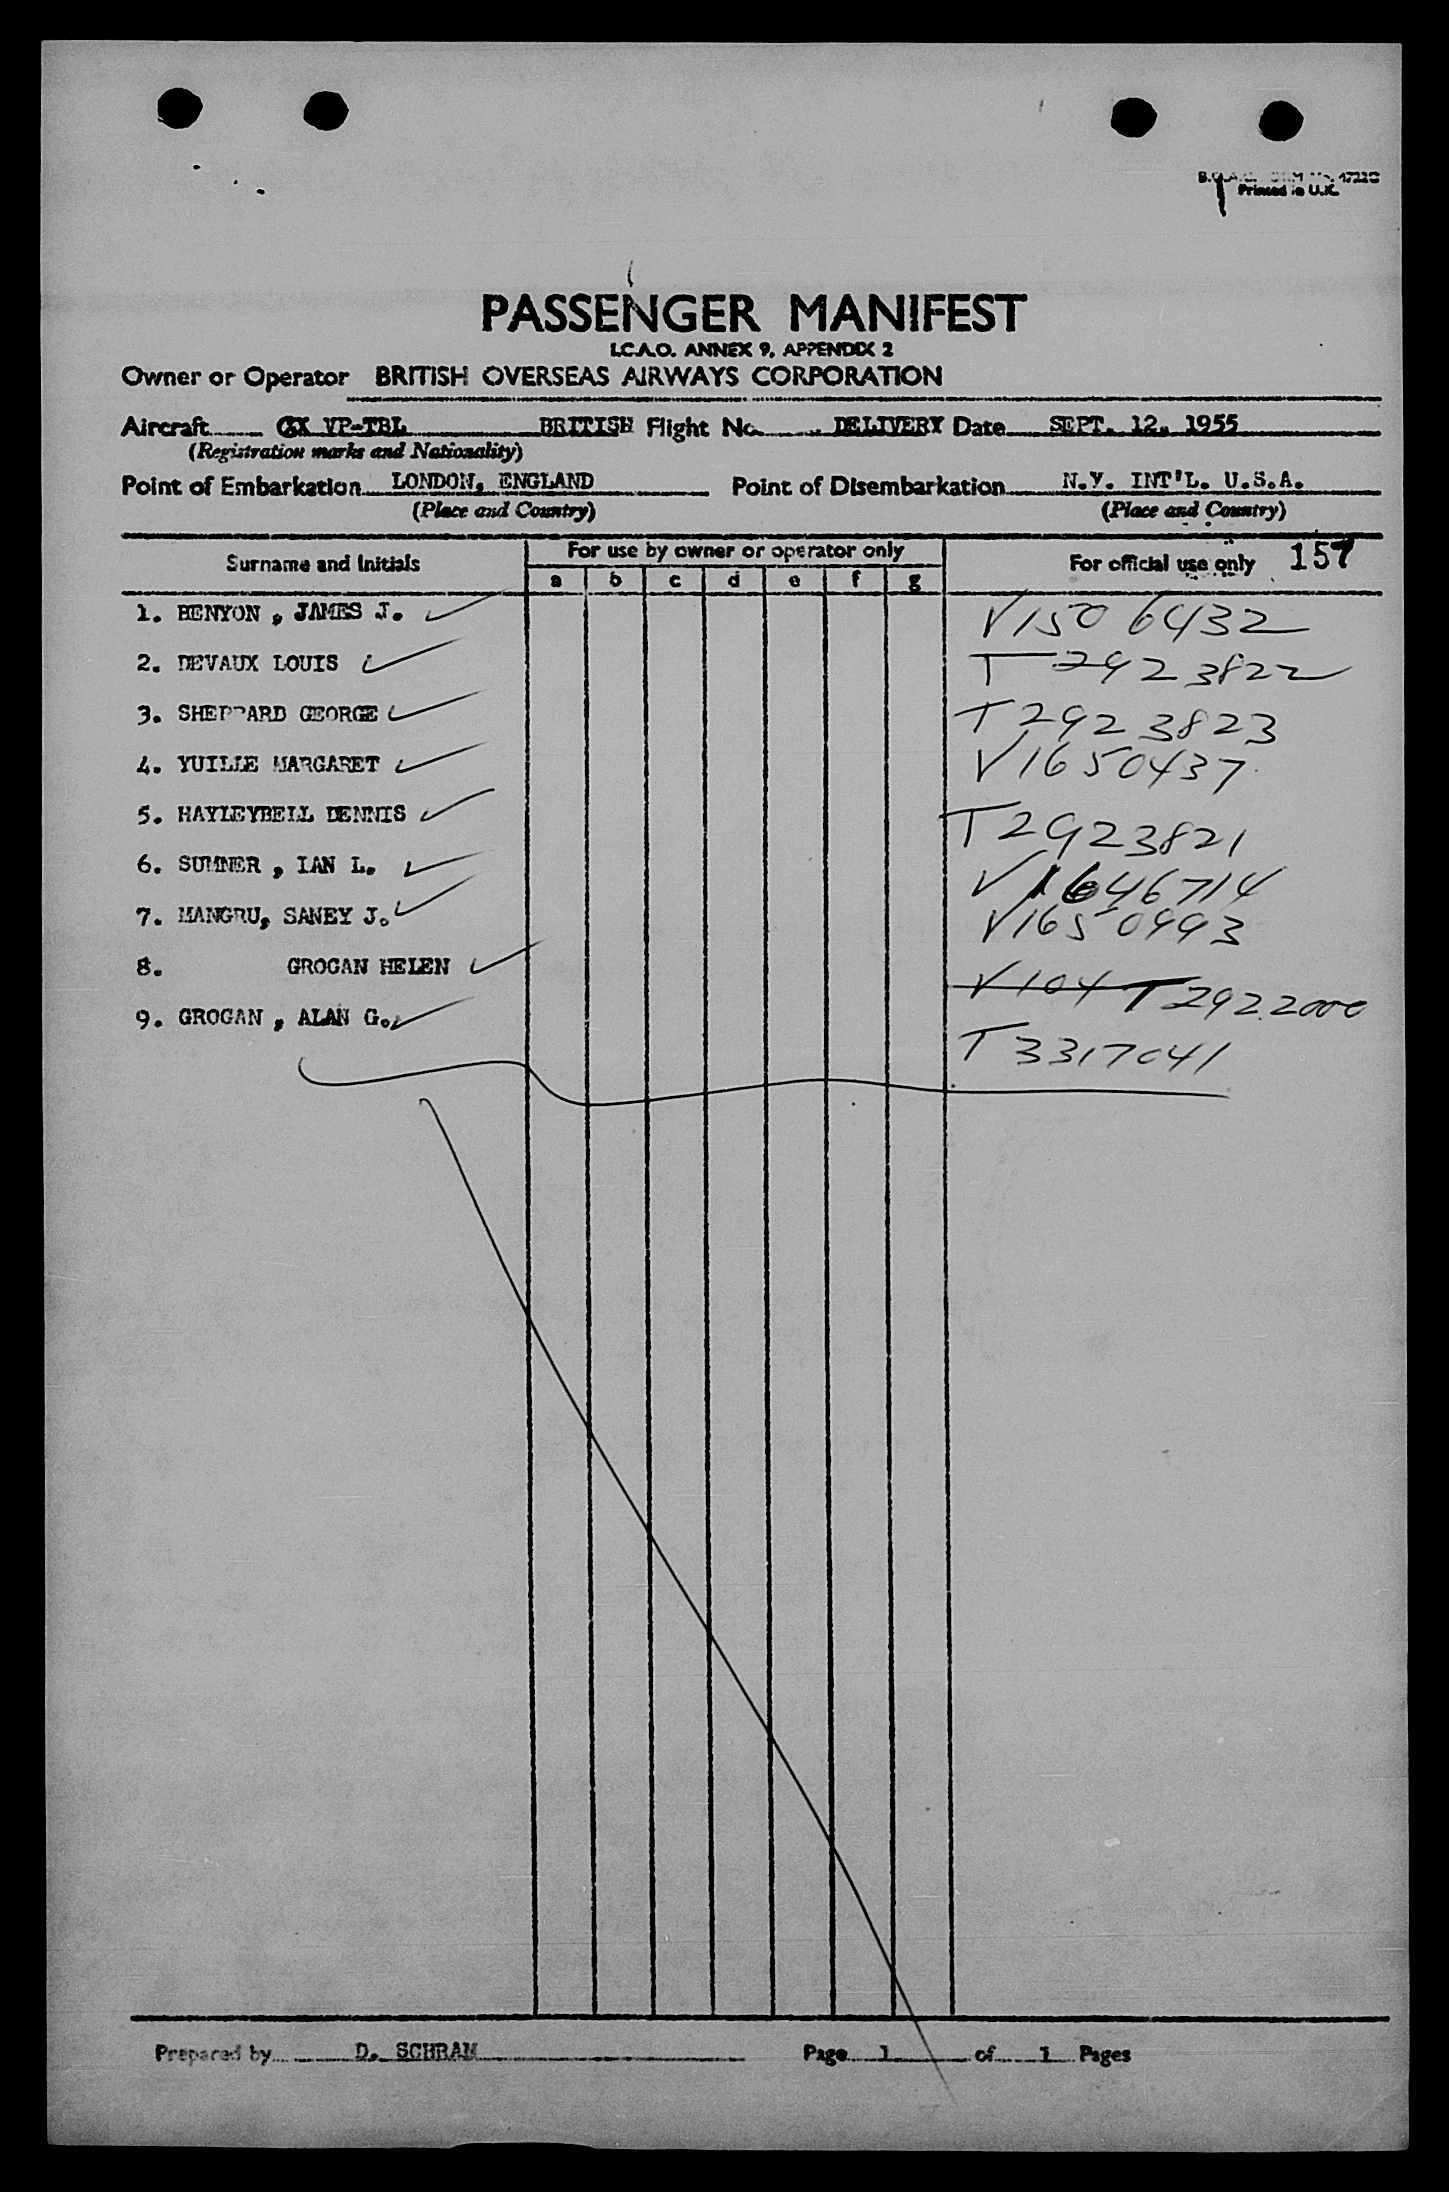 Printed in U.K.
PASSENGER MANIFEST
I.C.A.O. ANNEX 9, APPENDIX 2
Owner or Operator BRITISH OVERSEAS AIRWAYS CORPORATION
Aircraft VP-TBL BRITISH Flight No. DELIVERY Date SEPT. 12. 1955
(Registration marks and Nationality)
Point of Embarkation LONDON, ENGLAND Point of Disembarkation N.Y. INT'L. U.S.A.
(Place and Country) (Place and Country)
Surname and Initials For use by owner or operator only For official use only 157
a b c d e f g
1. BENYON , JAMES J. V1506432
2. DEVAUX LOUIS T2923822
3. SHEPPARD GEORGE T2923823
4. YUILLE MARGARET V1650437
5. HAYLEYBELL DENNIS T2923821
6. SUMNER , IAN L. V1646714
7. MANGRU, SANEY J. V1650993
8. GROGAN HELEN V104 T2922000
9. GROGAN , ALAN G. T3317041
Prepared by D. SCHRAM Page 1 of 1 Pages